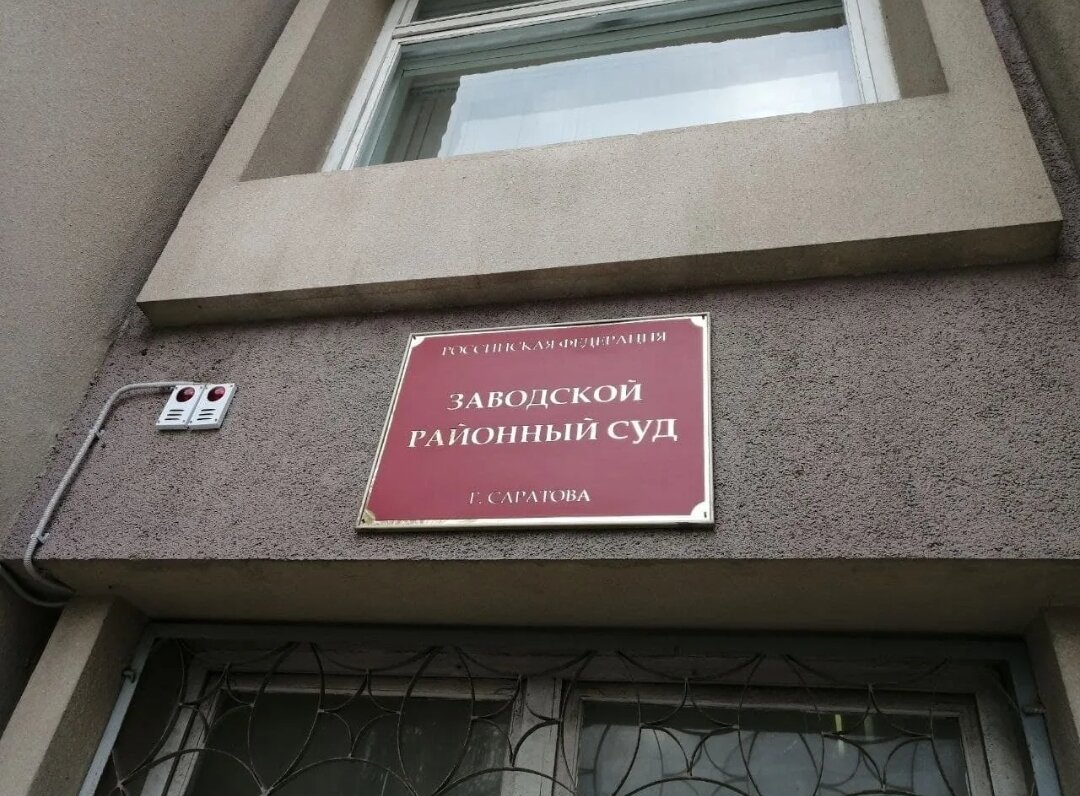 РОССИЙСКАЯ ФЕДЕРАЦИЯ
ЗАВОДСКОЙ
РАЙОННЫЙ СУД
Г. САРАТОВА